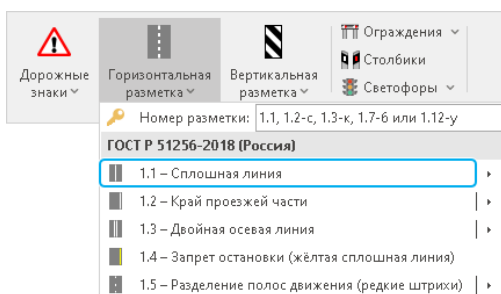 Дорожные знаки
Горизонтальная разметка
Вертикальная разметка
Ограждения
Столбики
Светофоры
Номер разметки: 1.1, 1.2-с, 1.3-к, 1.7-6 или 1.12-у
ГОСТ Р 51256-2018 (Россия)
1.1 – Сплошная линия
1.2 – Край проезжей части
1.3 – Двойная осевая линия
1.4 – Запрет остановки (жёлтая сплошная линия)
1.5 – Разделение полос движения (редкие штрихи)